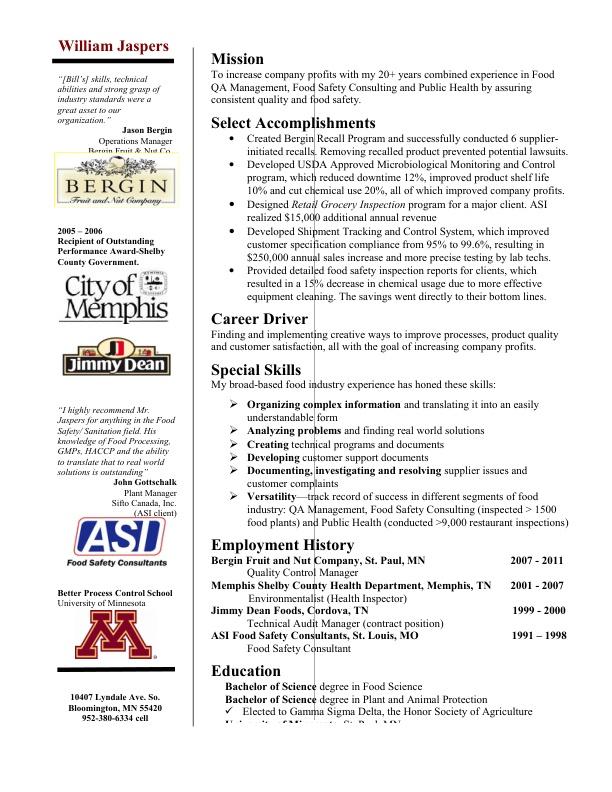 William Jaspers
“[Bill’s] skills, technical
abilities and strong grasp of
industry standards were a
great asset to our
organization.”
Jason Bergin
Operations Manager
Bergin Fruit & Nut Co.
BERGIN
Fruit and Nut Company
2005 – 2006
Recipient of Outstanding
Performance Award-Shelby
County Government.
City of
Memphis
Jimmy Dean
“I highly recommend Mr.
Jaspers for anything in the Food
Safety/ Sanitation field. His
knowledge of Food Processing,
GMPs, HACCP and the ability
to translate that to real world
solutions is outstanding”
John Gottschalk
Plant Manager
Sifto Canada, Inc.
(ASI client)
ASI
Food Safety Consultants
Better Process Control School
University of Minnesota
M
10407 Lyndale Ave. So.
Bloomington, MN 55420
952-380-6334 cell
Mission
To increase company profits with my 20+ years combined experience in Food
QA Management, Food Safety Consulting and Public Health by assuring
consistent quality and food safety.
Select Accomplishments
• Created Bergin Recall Program and successfully conducted 6 supplier-
initiated recalls. Removing recalled product prevented potential lawsuits.
• Developed USDA Approved Microbiological Monitoring and Control
program, which reduced downtime 12%, improved product shelf life
10% and cut chemical use 20%, all of which improved company profits.
• Designed Retail Grocery Inspection program for a major client. ASI
realized $15,000 additional annual revenue
• Developed Shipment Tracking and Control System, which improved
customer specification compliance from 95% to 99.6%, resulting in
$250,000 annual sales increase and more precise testing by lab techs.
• Provided detailed food safety inspection reports for clients, which
resulted in a 15% decrease in chemical usage due to more effective
equipment cleaning. The savings went directly to their bottom lines.
Career Driver
Finding and implementing creative ways to improve processes, product quality
and customer satisfaction, all with the goal of increasing company profits.
Special Skills
My broad-based food industry experience has honed these skills:
➢ Organizing complex information and translating it into an easily
understandable form
➢ Analyzing problems and finding real world solutions
➢ Creating technical programs and documents
➢ Developing customer support documents
➢ Documenting, investigating and resolving supplier issues and
customer complaints
➢ Versatility—track record of success in different segments of food
industry: QA Management, Food Safety Consulting (inspected > 1500
food plants) and Public Health (conducted >9,000 restaurant inspections)
Employment History
Bergin Fruit and Nut Company, St. Paul, MN 2007 - 2011
Quality Control Manager
Memphis Shelby County Health Department, Memphis, TN 2001 - 2007
Environmentalist (Health Inspector)
Jimmy Dean Foods, Cordova, TN 1999 - 2000
Technical Audit Manager (contract position)
ASI Food Safety Consultants, St. Louis, MO 1991 – 1998
Food Safety Consultant
Education
Bachelor of Science degree in Food Science
Bachelor of Science degree in Plant and Animal Protection
✓ Elected to Gamma Sigma Delta, the Honor Society of Agriculture
University of Minnesota, St. Paul, MN